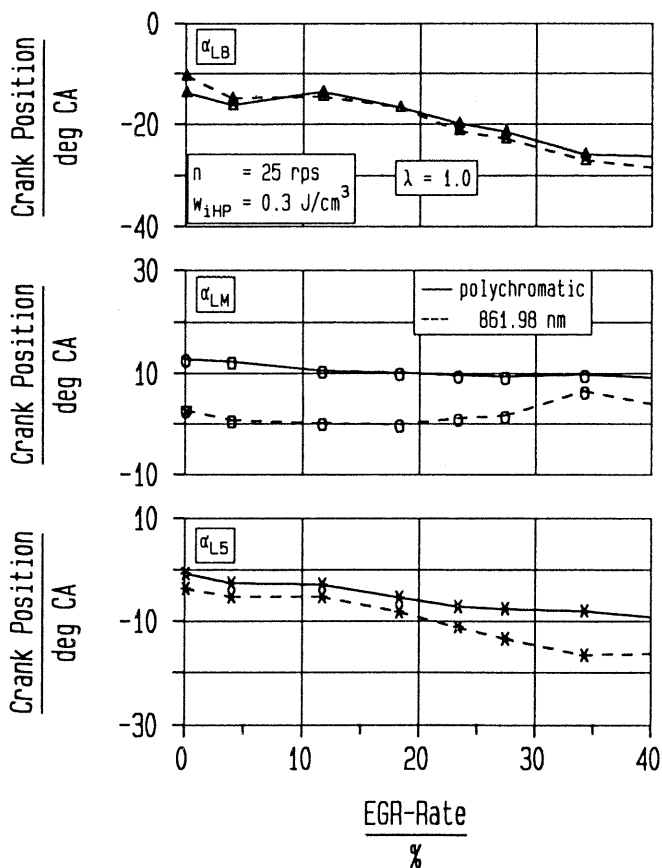 Crank Position
deg CA
0
-20
-40
α_LB
n = 25 rps
w_iHP = 0.3 J/cm³
λ = 1.0
Crank Position
deg CA
30
10
-10
α_LM
polychromatic
861.98 nm
Crank Position
deg CA
10
-10
-30
α_L5
0 10 20 30 40
EGR-Rate
%